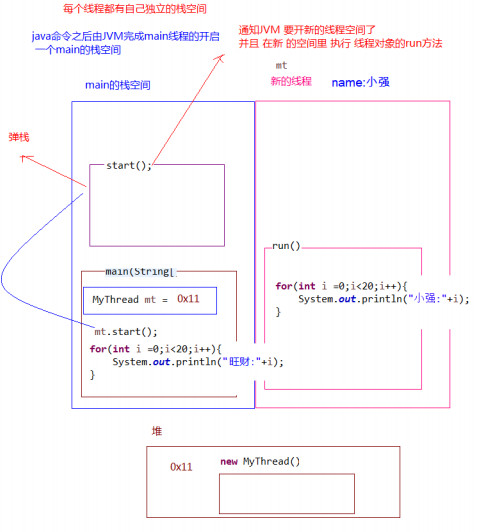 每个线程都有自己独立的栈空间
java命令之后由JVM完成main线程的开启
一个main的栈空间
通知JVM 要开新的线程空间了
并且 在新 的空间里 执行 线程对象的run方法
main的栈空间
mt
新的线程 name:小强
弹栈
start();
run()
for(int i =0;i<20;i++){
System.out.println("小强:"+i);
}
main(String[
MyThread mt = 0x11
mt.start();
for(int i =0;i<20;i++){
System.out.println("旺财:"+i);
}
堆
0x11 new MyThread()